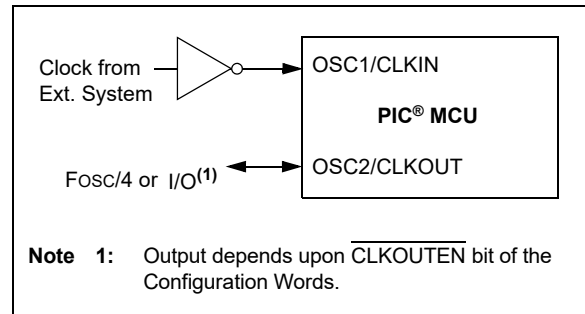 Clock from
Ext. System
OSC1/CLKIN
PIC® MCU
FOSC/4 or I/O(1)
OSC2/CLKOUT
Note 1: Output depends upon CLKOUTEN bit of the
Configuration Words.